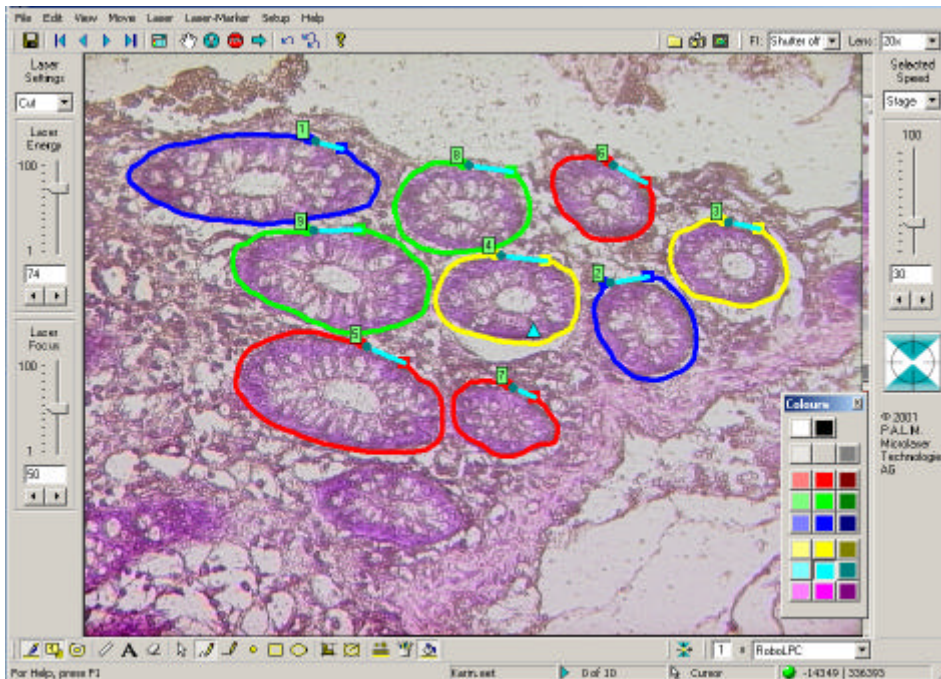 File Edit View Move Laser Laser-Marker Setup Help
Fl: Shutter off Lens: 20x
Laser Settings
Cut
Laser Energy
100
1
74
Laser Focus
100
1
50
Selected Speed
Stage
100
1
30
© 2001
P.A.L.M.
Microlaser
Technologie
AG
1
8
3
9
4
2
5
7
Colours
A
1
RoboLPC
For Help, press F1
Karin.set
0 of 10
Cursor
-14349 | 336393